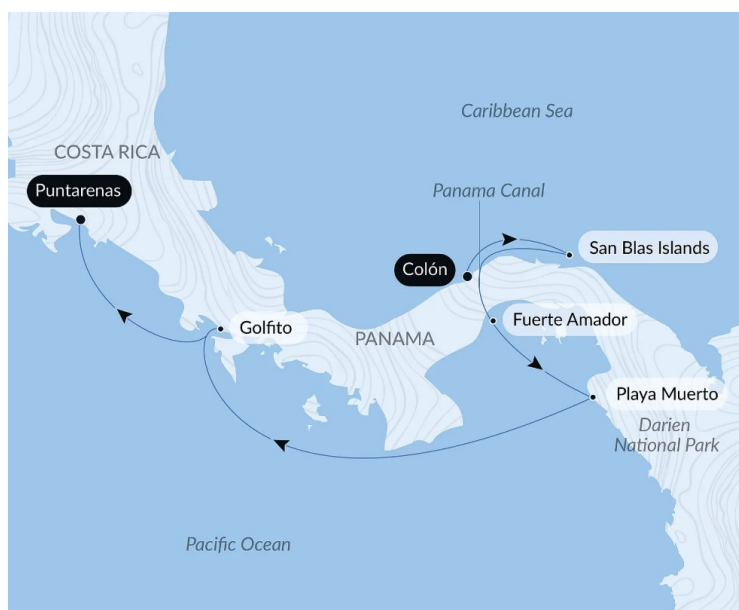 Caribbean Sea
COSTA RICA
Puntarenas
Panama Canal
San Blas Islands
Colón
Fuerte Amador
Golfito
PANAMA
Playa Muerto
Darien
National Park
Pacific Ocean